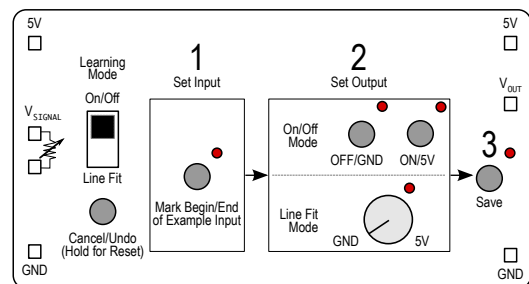 5V
5V
Learning
Mode
1
Set Input
2
Set Output
On/Off
V_SIGNAL
V_OUT
On/Off
Mode
OFF/GND
ON/5V
3
Line Fit
Mark Begin/End
of Example Input
Line Fit
Mode
GND
5V
Save
Cancel/Undo
(Hold for Reset)
GND
GND